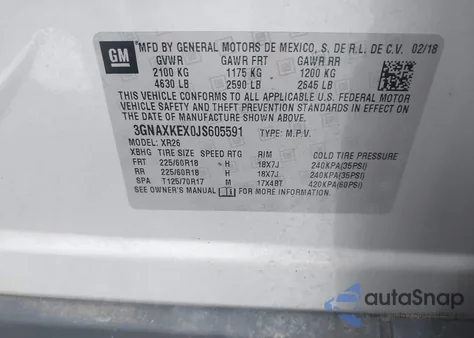 GM MFD BY GENERAL MOTORS DE MEXICO, S. DE R.L. DE C.V. 02/18
GVWR GAWR FRT GAWR RR
2100 KG 1175 KG 1200 KG
4630 LB 2590 LB 2645 LB
THIS VEHICLE CONFORMS TO ALL APPLICABLE U.S. FEDERAL MOTOR
VEHICLE SAFETY AND THEFT PREVENTION STANDARDS IN EFFECT ON
THE DATE OF MANUFACTURE SHOWN ABOVE.
3GNAXKEX0JS605591 TYPE: M.P.V.
MODEL: XR26
XBHG TIRE SIZE SPEED RTG RIM COLD TIRE PRESSURE
FRT 225/60R18 H 18X7J 240KPA(35PSI)
RR 225/60R18 H 18X7J 240KPA(35PSI)
SPA T125/70R17 M 17X4BT 420KPA(60PSI)
SEE OWNER'S MANUAL FOR MORE INFORMATION.
autoSnap